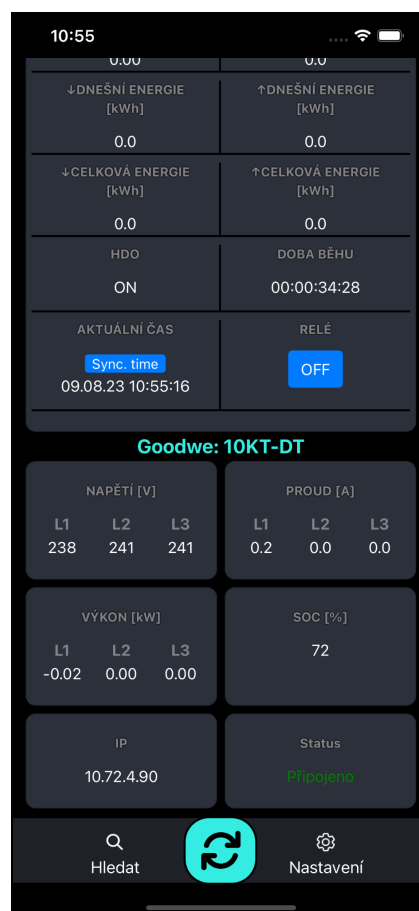 10:55
0.00 0.0
↓DNEŠNÍ ENERGIE [kWh] ↑DNEŠNÍ ENERGIE [kWh]
0.0 0.0
↓CELKOVÁ ENERGIE [kWh] ↑CELKOVÁ ENERGIE [kWh]
0.0 0.0
HDO DOBA BĚHU
ON 00:00:34:28
AKTUÁLNÍ ČAS RELÉ
Sync. time OFF
09.08.23 10:55:16
Goodwe: 10KT-DT
NAPĚTÍ [V] PROUD [A]
L1 L2 L3 L1 L2 L3
238 241 241 0.2 0.0 0.0
VÝKON [kW] SOC [%]
L1 L2 L3 72
-0.02 0.00 0.00
IP Status
10.72.4.90 Připojeno
Hledat Nastavení